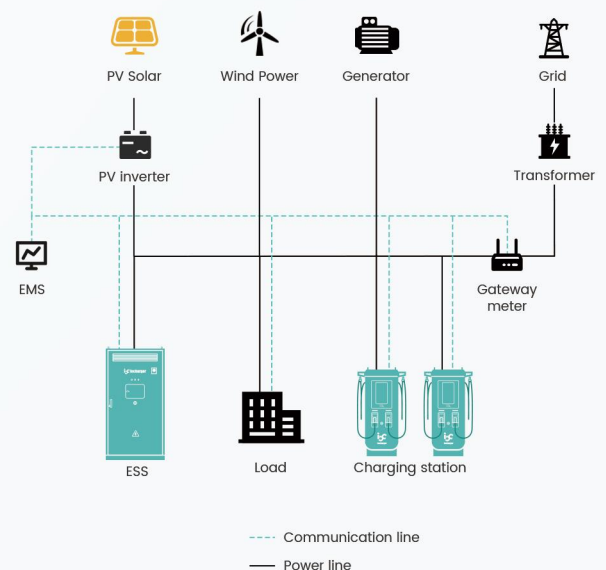 PV Solar
Wind Power
Generator
Grid
PV inverter
Transformer
EMS
Gateway
meter
ESS
Load
Charging station
Communication line
Power line